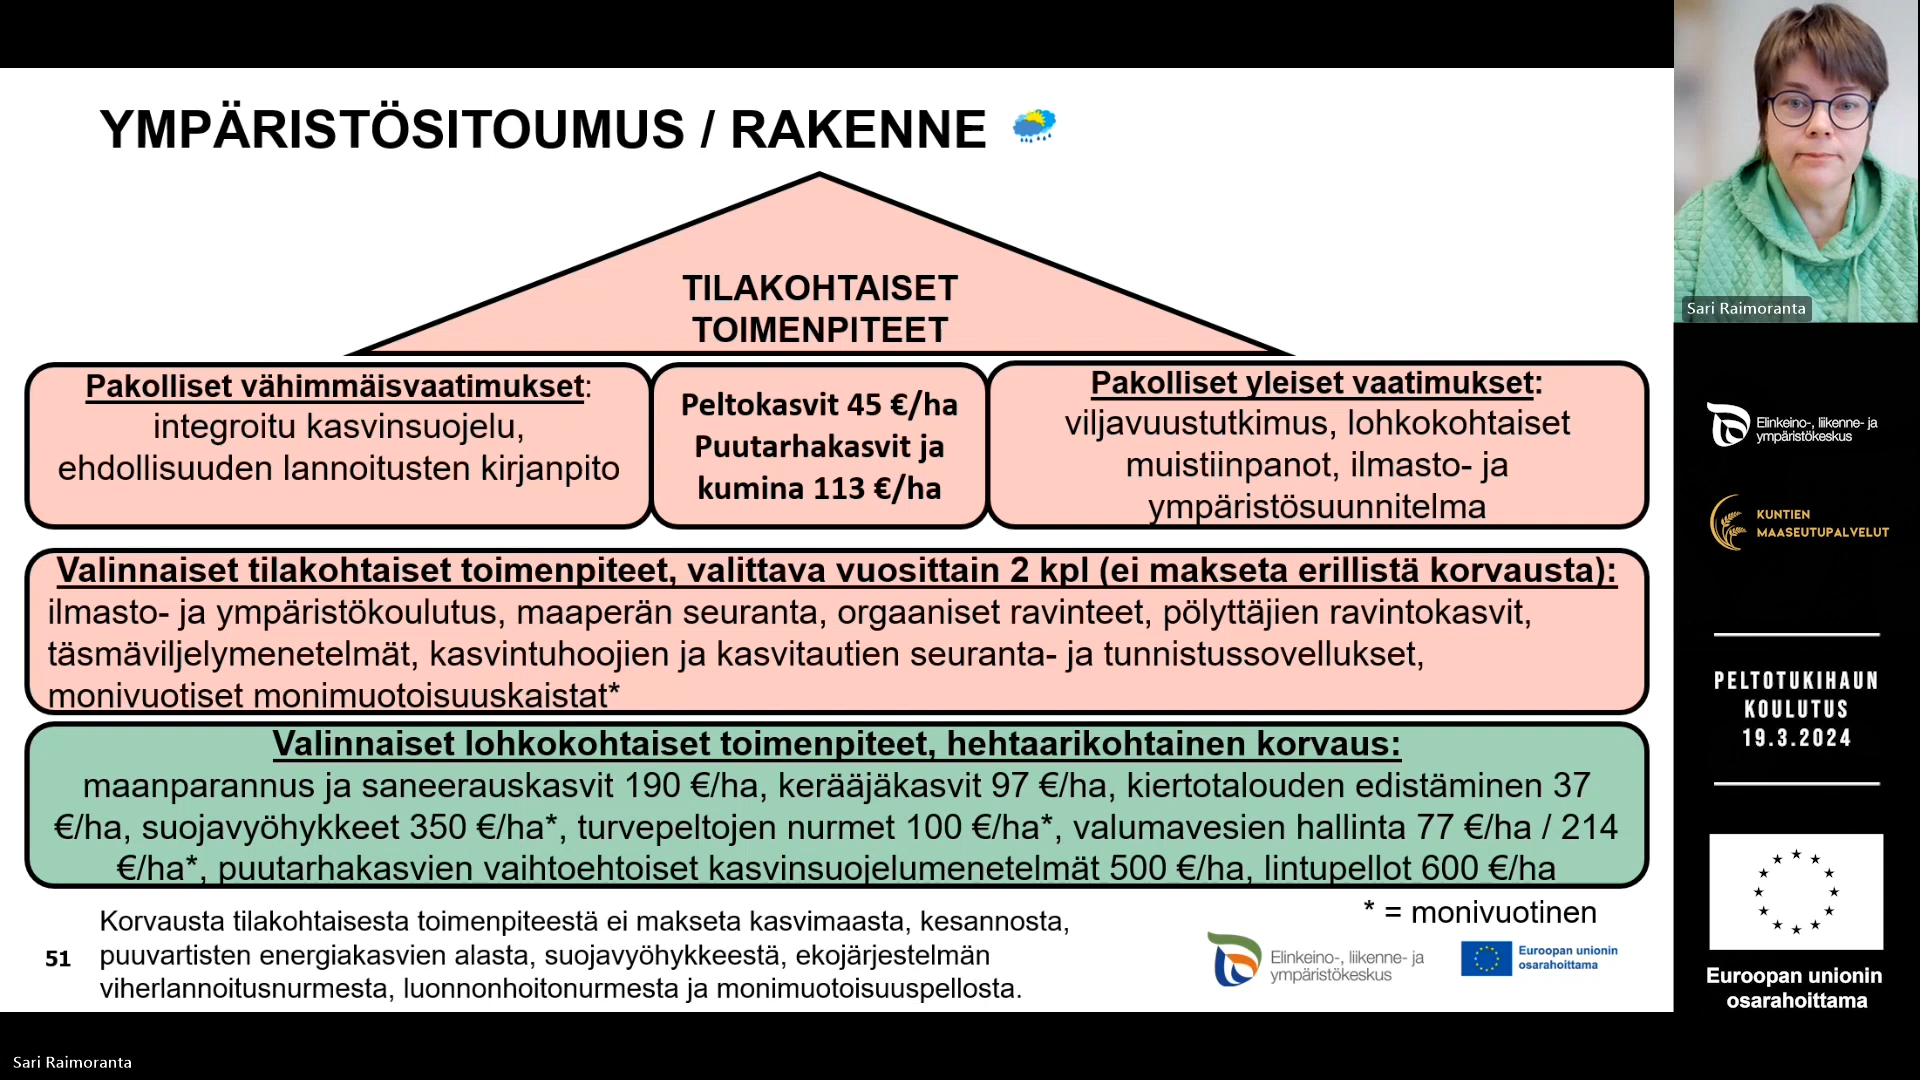 YMPÄRISTÖSITOUMUS / RAKENNE
TILAKOHTAISET
TOIMENPITEET
Pakolliset vähimmäisvaatimukset:
integroitu kasvinsuojelu,
ehdollisuuden lannoitusten kirjanpito
Peltokasvit 45 €/ha
Puutarhakasvit ja
kumina 113 €/ha
Pakolliset yleiset vaatimukset:
viljavuustutkimus, lohkokohtaiset
muistiinpanot, ilmasto- ja
ympäristösuunnitelma
Valinnaiset tilakohtaiset toimenpiteet, valittava vuosittain 2 kpl (ei makseta erillistä korvausta):
ilmasto- ja ympäristökoulutus, maaperän seuranta, orgaaniset ravinteet, pölyttäjien ravintokasvit,
täsmäviljelymenetelmät, kasvintuhoojien ja kasvitautien seuranta- ja tunnistussovellukset,
monivuotiset monimuotoisuuskaistat*
Valinnaiset lohkokohtaiset toimenpiteet, hehtaarikohtainen korvaus:
maanparannus ja saneerauskasvit 190 €/ha, kerääjäkasvit 97 €/ha, kiertotalouden edistäminen 37
€/ha, suojavyöhykkeet 350 €/ha*, turvepeltojen nurmet 100 €/ha*, valumavesien hallinta 77 €/ha / 214
€/ha*, puutarhakasvien vaihtoehtoiset kasvinsuojelumenetelmät 500 €/ha, lintupellot 600 €/ha
* = monivuotinen
Korvausta tilakohtaisesta toimenpiteestä ei makseta kasvimaasta, kesannosta,
puuvartisten energiakasvien alasta, suojavyöhykkeestä, ekojärjestelmän
viherlannoitusnurmesta, luonnonhoitonurmesta ja monimuotoisuuspellosta.
51
Elinkeino-, liikenne- ja
ympäristökeskus
Euroopan unionin
osarahoittama
Sari Raimoranta
Elinkeino-, liikenne- ja
ympäristökeskus
KUNTIEN
MAASEUTUPALVELUT
PELTOTUKIHAUN
KOULUTUS
19.3.2024
Euroopan unionin
osarahoittama
Sari Raimoranta